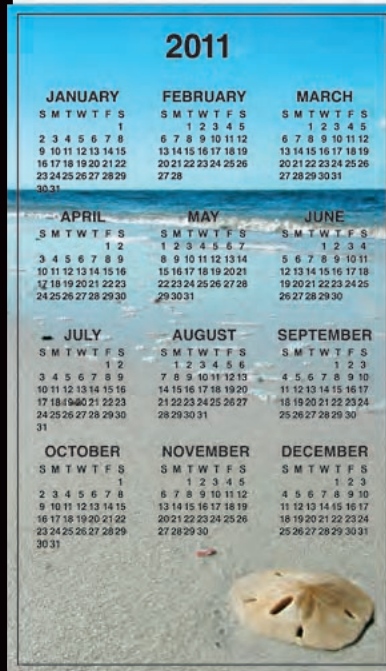 2011
JANUARY FEBRUARY MARCH
S M T W T F S S M T W T F S S M T W T F S
1 1 2 3 4 5 1 2 3 4 5
2 3 4 5 6 7 8 6 7 8 9 10 11 12 6 7 8 9 10 11 12
9 10 11 12 13 14 15 13 14 15 16 17 18 19 13 14 15 16 17 18 19
16 17 18 19 20 21 22 20 21 22 23 24 25 26 20 21 22 23 24 25 26
23 24 25 26 27 28 29 27 28 27 28 29 30 31
30 31
APRIL MAY JUNE
S M T W T F S S M T W T F S S M T W T F S
1 2 1 2 3 4 5 6 7 1 2 3 4
3 4 5 6 7 8 9 8 9 10 11 12 13 14 5 6 7 8 9 10 11
10 11 12 13 14 15 16 15 16 17 18 19 20 21 12 13 14 15 16 17 18
17 18 19 20 21 22 23 22 23 24 25 26 27 28 19 20 21 22 23 24 25
24 25 26 27 28 29 30 29 30 31 26 27 28 29 30
JULY AUGUST SEPTEMBER
S M T W T F S S M T W T F S S M T W T F S
1 2 1 2 3 4 5 6 1 2 3
3 4 5 6 7 8 9 7 8 9 10 11 12 13 4 5 6 7 8 9 10
10 11 12 13 14 15 16 14 15 16 17 18 19 20 11 12 13 14 15 16 17
17 18 19 20 21 22 23 21 22 23 24 25 26 27 18 19 20 21 22 23 24
24 25 26 27 28 29 30 28 29 30 31 25 26 27 28 29 30
31
OCTOBER NOVEMBER DECEMBER
S M T W T F S S M T W T F S S M T W T F S
1 1 2 3 4 5 1 2 3
2 3 4 5 6 7 8 6 7 8 9 10 11 12 4 5 6 7 8 9 10
9 10 11 12 13 14 15 13 14 15 16 17 18 19 11 12 13 14 15 16 17
16 17 18 19 20 21 22 20 21 22 23 24 25 26 18 19 20 21 22 23 24
23 24 25 26 27 28 29 27 28 29 30 25 26 27 28 29 30 31
30 31